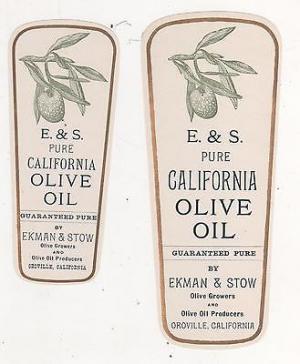 E. & S.
PURE
CALIFORNIA
OLIVE
OIL
GUARANTEED PURE
BY
EKMAN & STOW
Olive Growers
AND
Olive Oil Producers
OROVILLE, CALIFORNIA
E. & S.
PURE
CALIFORNIA
OLIVE
OIL
GUARANTEED PURE
BY
EKMAN & STOW
Olive Growers
AND
Olive Oil Producers
OROVILLE, CALIFORNIA